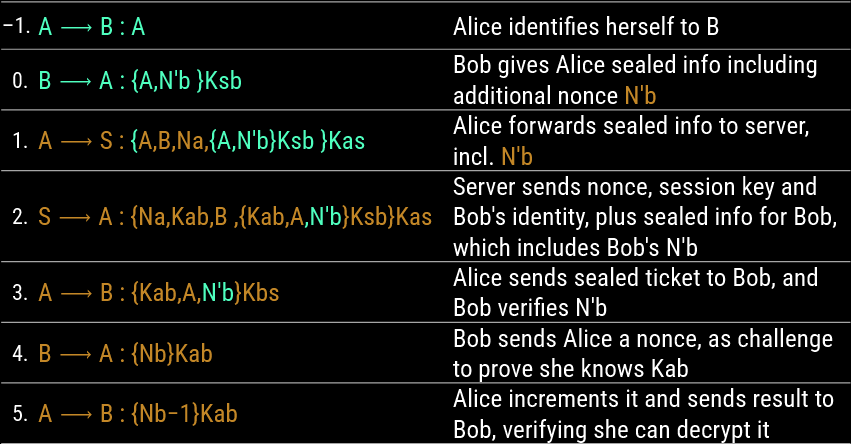 −1. A ⟶ B : A
Alice identifies herself to B
0. B ⟶ A : {A,N'b }Ksb
Bob gives Alice sealed info including
additional nonce N'b
1. A ⟶ S : {A,B,Na,{A,N'b}Ksb }Kas
Alice forwards sealed info to server,
incl. N'b
2. S ⟶ A : {Na,Kab,B ,{Kab,A,N'b}Ksb}Kas
Server sends nonce, session key and
Bob's identity, plus sealed info for Bob,
which includes Bob's N'b
3. A ⟶ B : {Kab,A,N'b}Kbs
Alice sends sealed ticket to Bob, and
Bob verifies N'b
4. B ⟶ A : {Nb}Kab
Bob sends Alice a nonce, as challenge
to prove she knows Kab
5. A ⟶ B : {Nb−1}Kab
Alice increments it and sends result to
Bob, verifying she can decrypt it